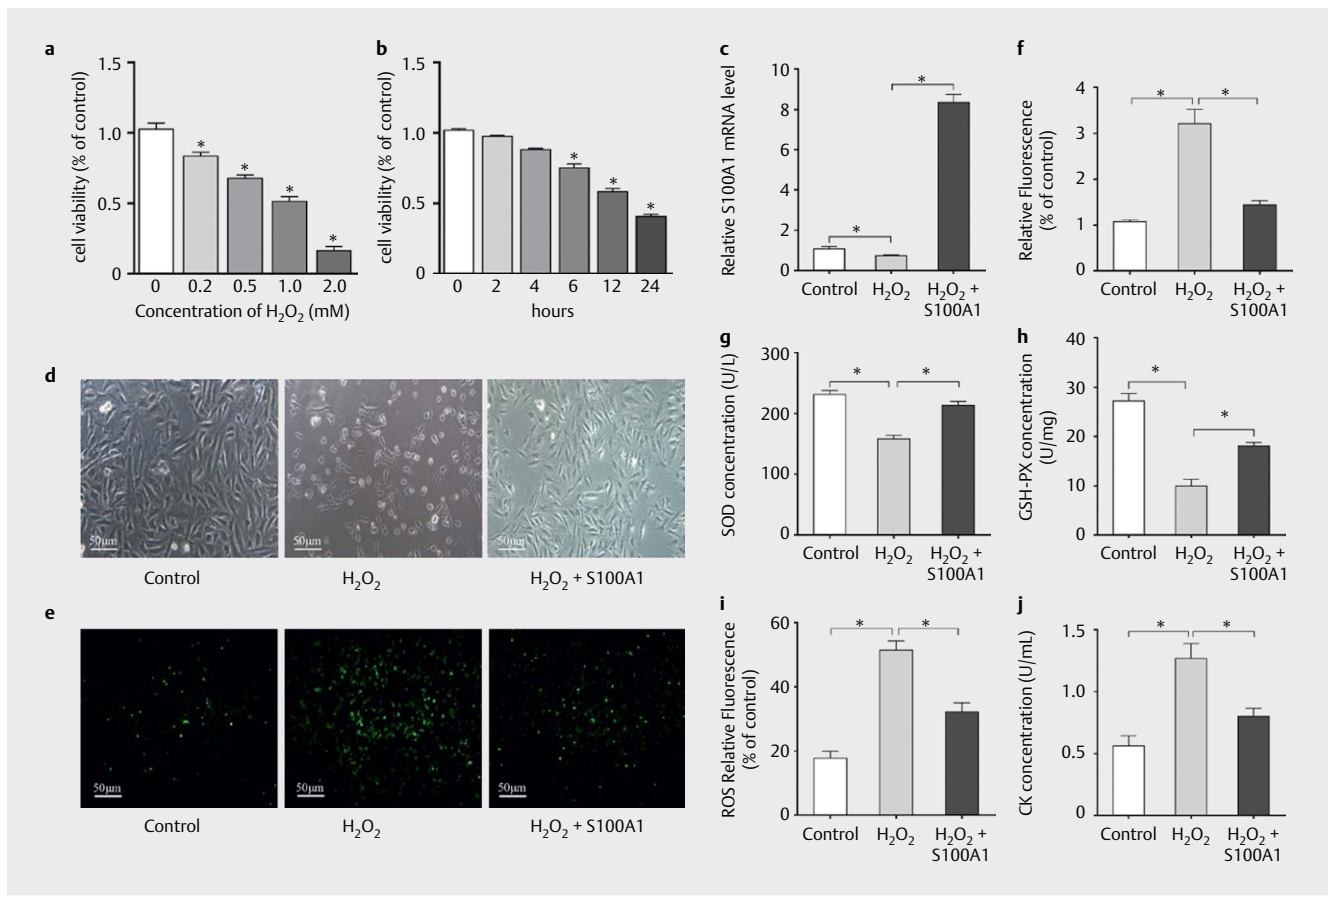 a
cell viability (% of control)
1.5
1.0
0.5
0
* * * *
0 0.2 0.5 1.0 2.0
Concentration of H₂O₂ (mM)
b
cell viability (% of control)
1.5
1.0
0.5
0
* * *
0 2 4 6 12 24
hours
c
Relative S100A1 mRNA level
10
8
6
4
2
0
* *
Control H₂O₂ H₂O₂ +
S100A1
f
Relative Fluorescence
(% of control)
4
3
2
1
0
* *
Control H₂O₂ H₂O₂ +
S100A1
d
50μm 50μm 50μm
Control H₂O₂ H₂O₂ + S100A1
g
SOD concentration (U/L)
300
200
100
0
* *
Control H₂O₂ H₂O₂ +
S100A1
h
GSH-PX concentration
(U/mg)
40
30
20
10
0
* *
Control H₂O₂ H₂O₂ +
S100A1
e
50μm 50μm 50μm
Control H₂O₂ H₂O₂ + S100A1
i
ROS Relative Fluorescence
(% of control)
60
40
20
0
* *
Control H₂O₂ H₂O₂ +
S100A1
j
CK concentration (U/mL)
1.5
1.0
0.5
0
* *
Control H₂O₂ H₂O₂ +
S100A1